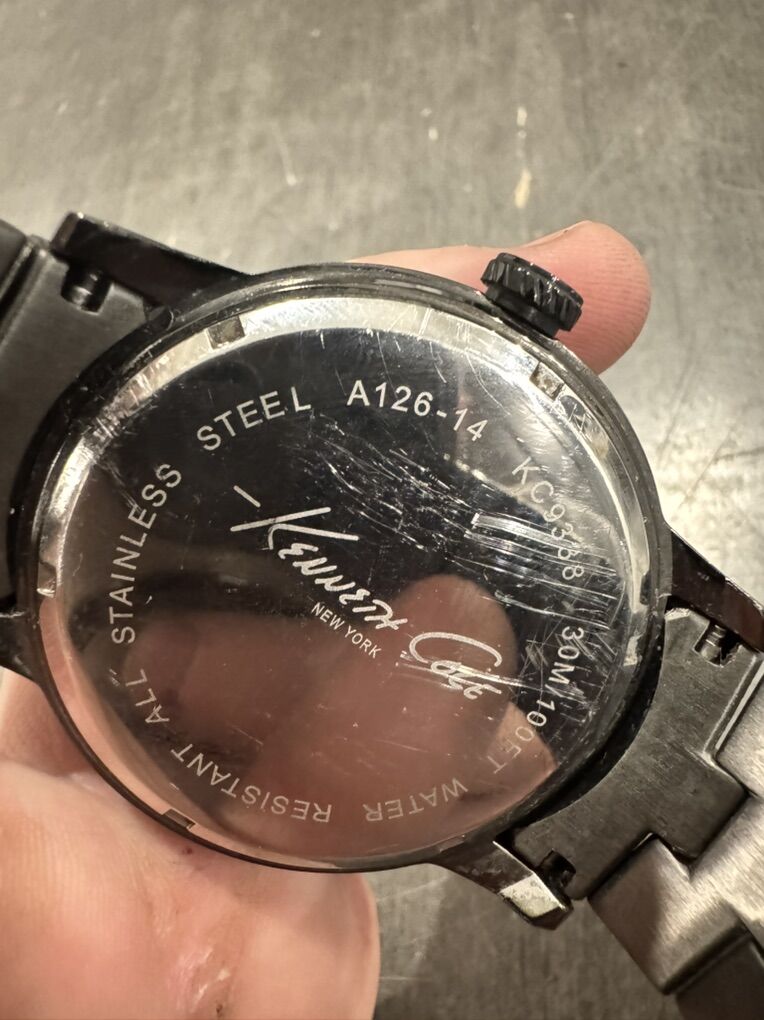 ALL STAINLESS STEEL A126-14 KC9368 30M/100FT WATER RESISTANT
KENNETH Cole
NEW YORK